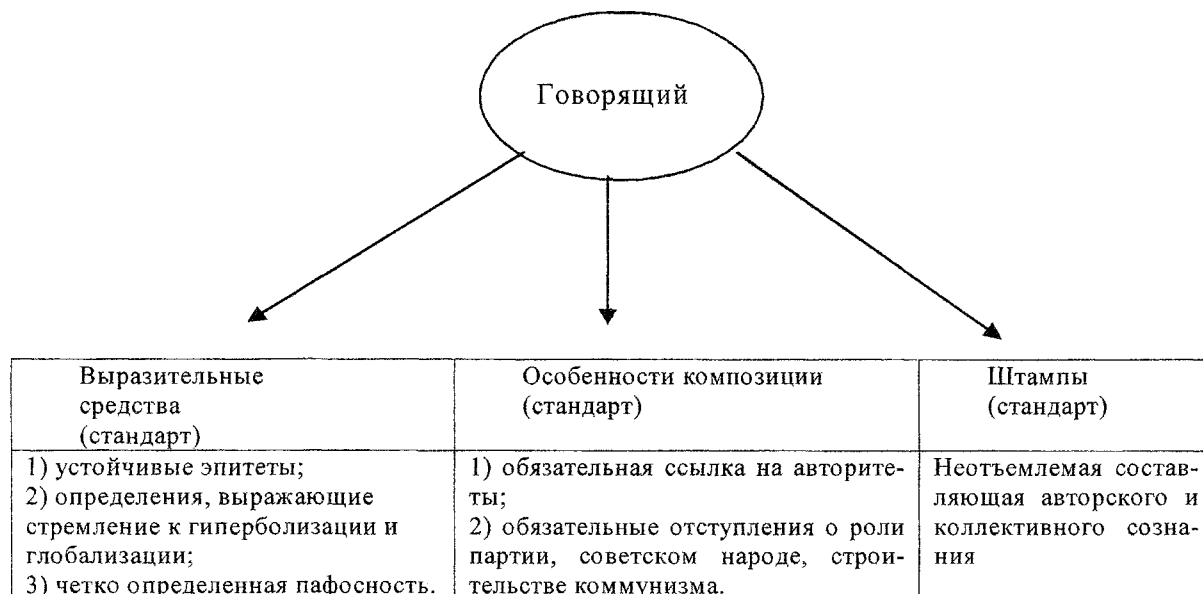 Говорящий
Выразительные
средства
(стандарт)
Особенности композиции
(стандарт)
Штампы
(стандарт)
1) устойчивые эпитеты;
2) определения, выражающие
стремление к гиперболизации и
глобализации;
3) четко определенная пафосность.
1) обязательная ссылка на авторите-
ты;
2) обязательные отступления о роли
партии, советском народе, строи-
тельстве коммунизма.
Неотъемлемая состав-
ляющая авторского и
коллективного созна-
ния